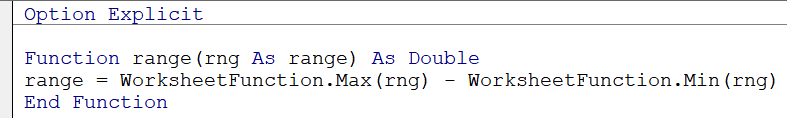 Option Explicit
Function range(rng As range) As Double
range = WorksheetFunction.Max(rng) - WorksheetFunction.Min(rng)
End Function